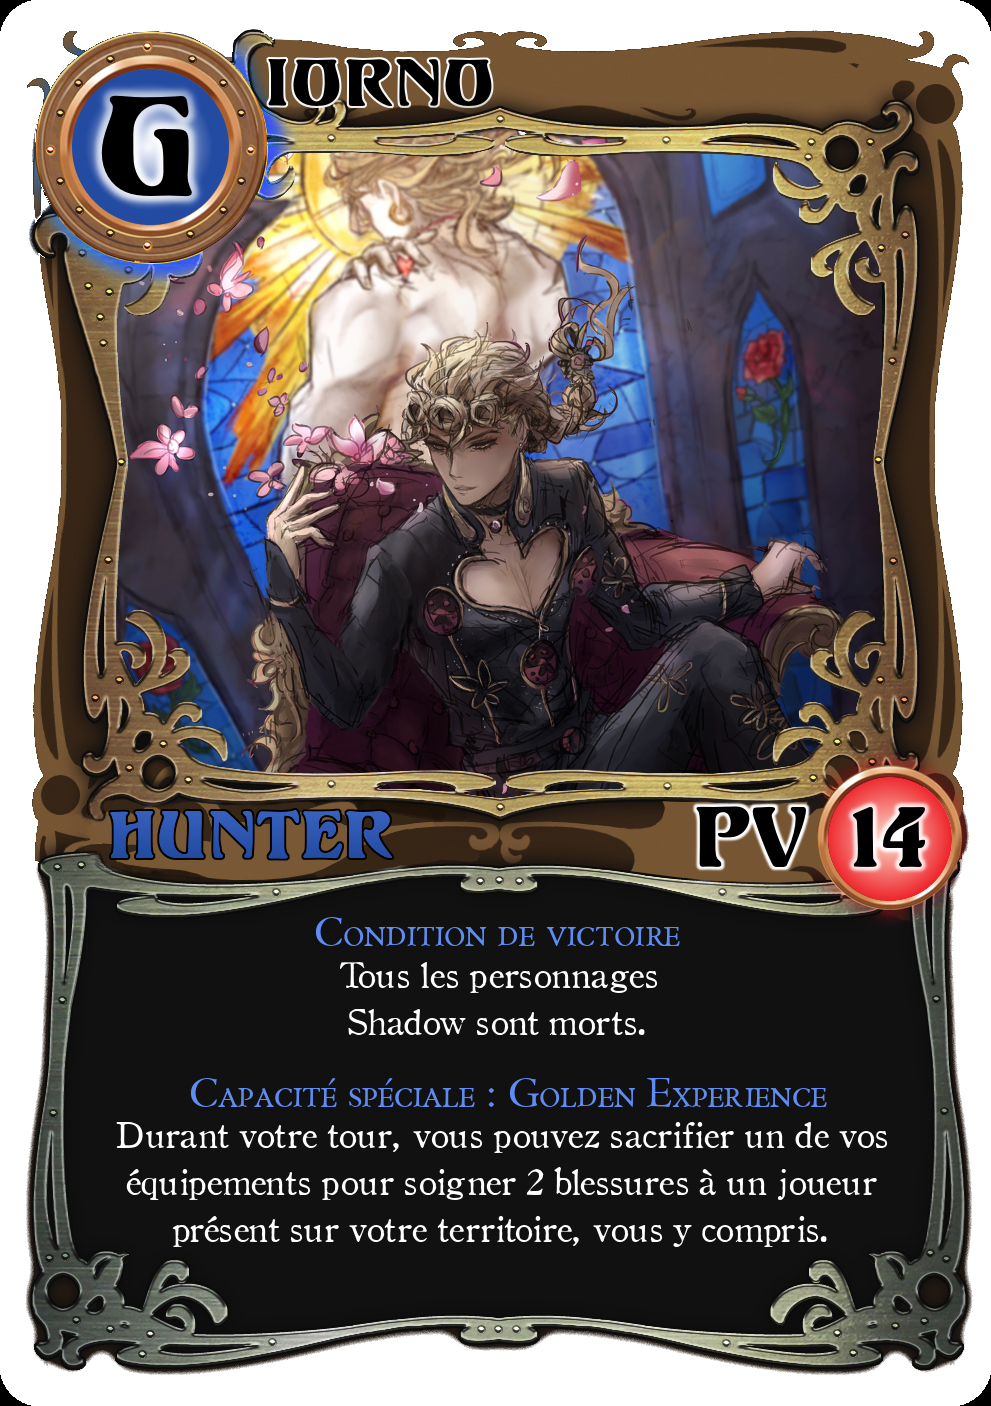 GIORNO
HUNTER
PV 14
Condition de victoire
Tous les personnages
Shadow sont morts.
Capacité spéciale : Golden Experience
Durant votre tour, vous pouvez sacrifier un de vos
équipements pour soigner 2 blessures à un joueur
présent sur votre territoire, vous y compris.